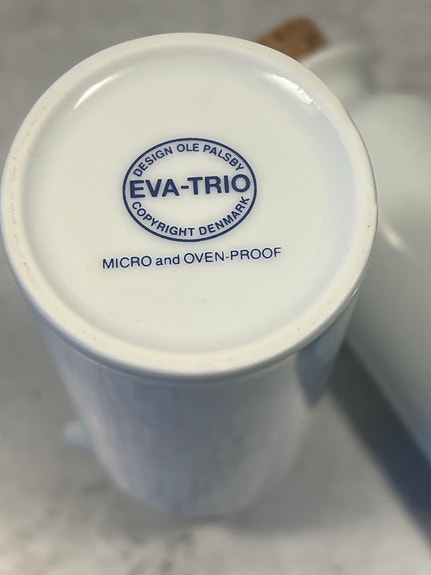 DESIGN OLE PALSBY
EVA-TRIO
COPYRIGHT DENMARK
MICRO and OVEN-PROOF